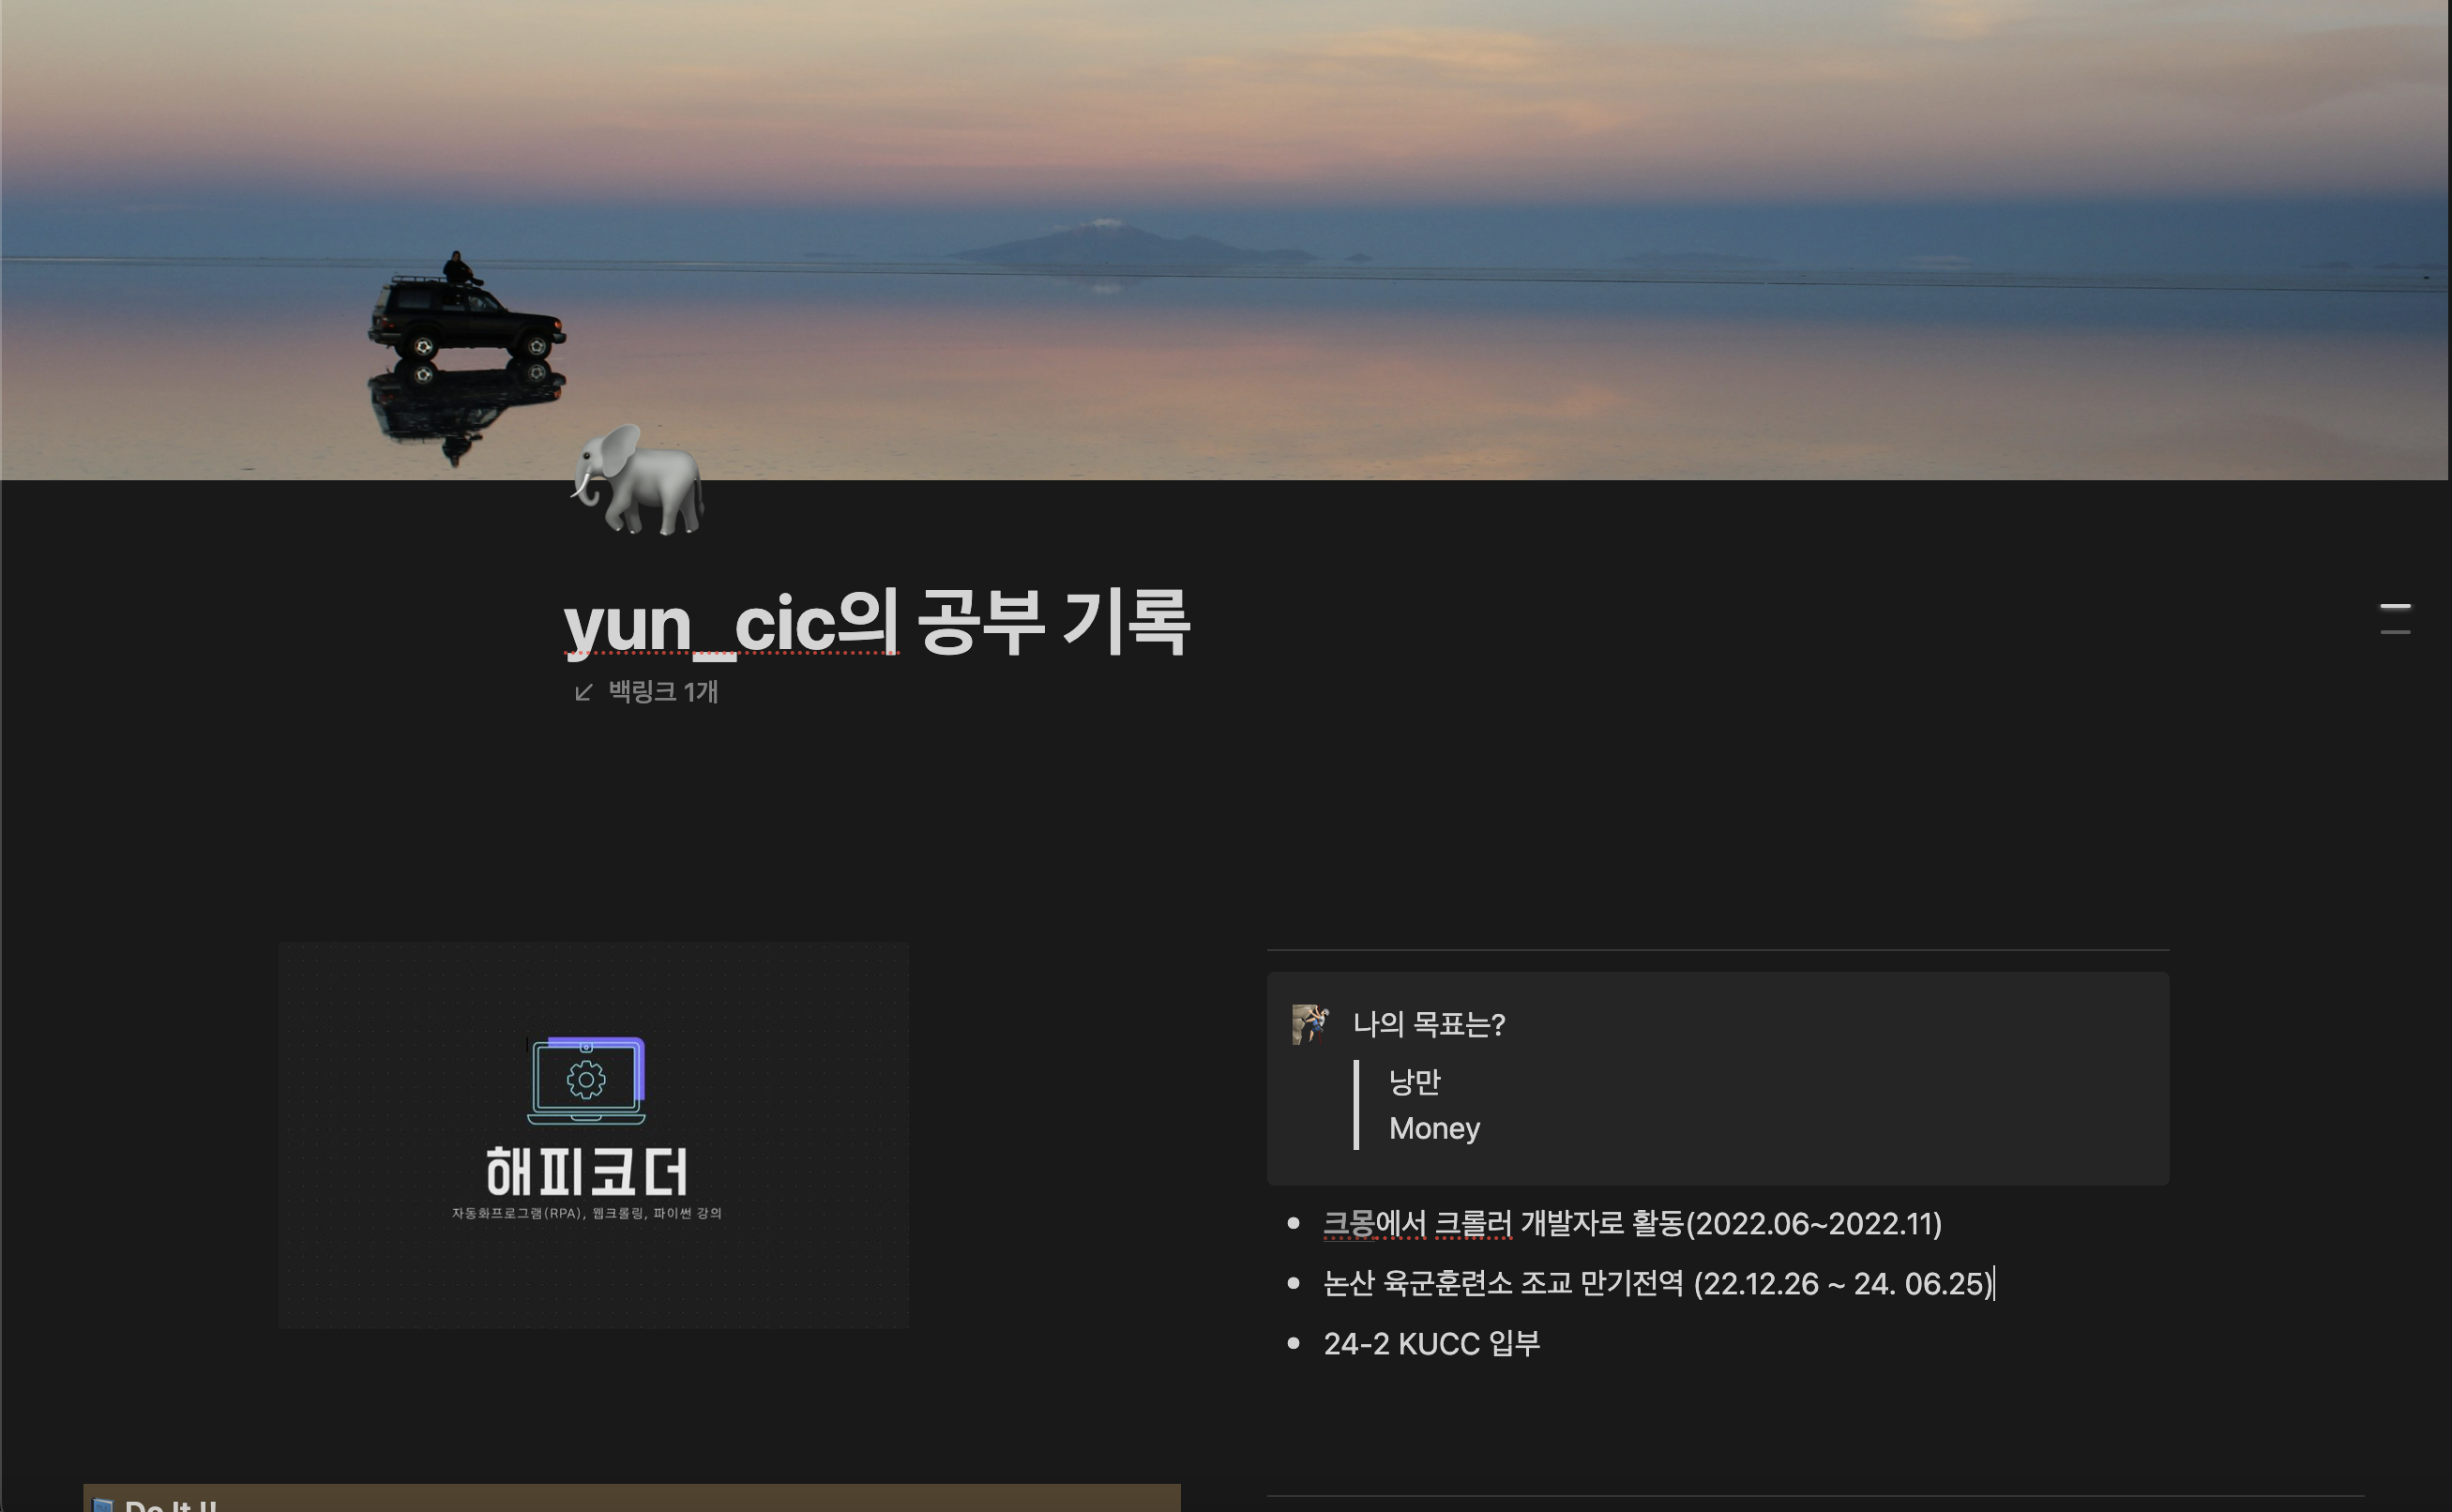 yun_cic의 공부 기록
백링크 1개
해피코더
자동화프로그램(RPA), 웹크롤링, 파이썬 강의
나의 목표는?
낭만
Money
크몽에서 크롤러 개발자로 활동(2022.06~2022.11)
논산 육군훈련소 조교 만기전역 (22.12.26 ~ 24. 06.25)
24-2 KUCC 입부
Do It !!